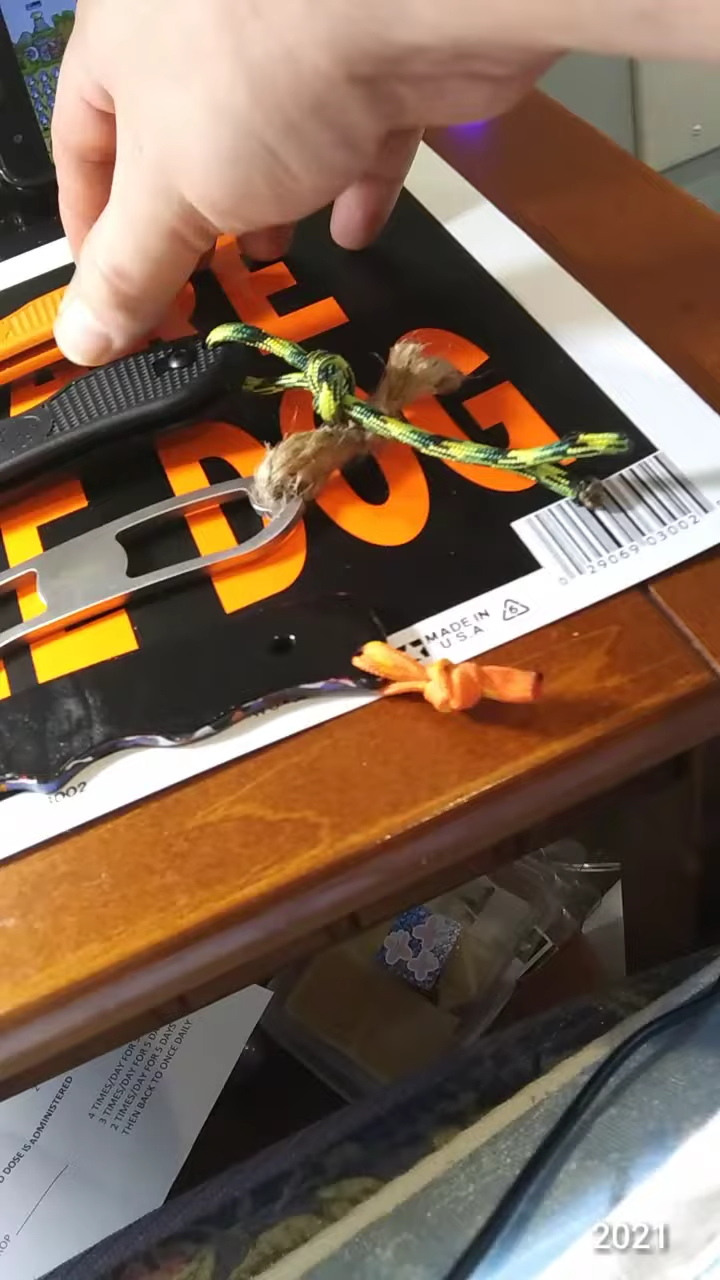 DOG
0 29069 03002
MADE IN
U.S.A.
6
4 TIMES/DAY FOR
3 TIMES/DAY FOR 5 DA
2 TIMES/DAY FOR 5 DAYS
THEN BACK TO ONCE DAILY
DOSE IS ADMINISTERED
2021